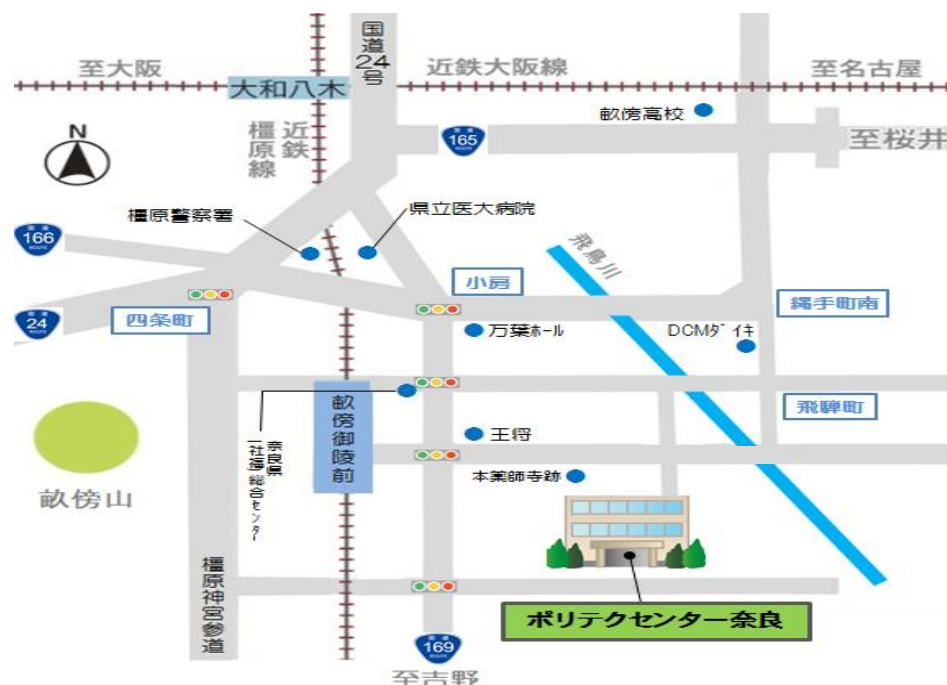 国道24号
至大阪
近鉄大阪線
至名古屋
大和八木
畝傍高校
N
近鉄
橿原線
165
至桜井
橿原警察署
県立医大病院
166
ROUTE
飛鳥川
小房
縄手町南
24
ROUTE
四条町
万葉ホール
DCMダイキ
畝傍御陵前
飛騨町
王将
奈良県
社福 総合センター
本薬師寺跡
畝傍山
橿原神宮参道
ポリテクセンター奈良
169
ROUTE
至吉野